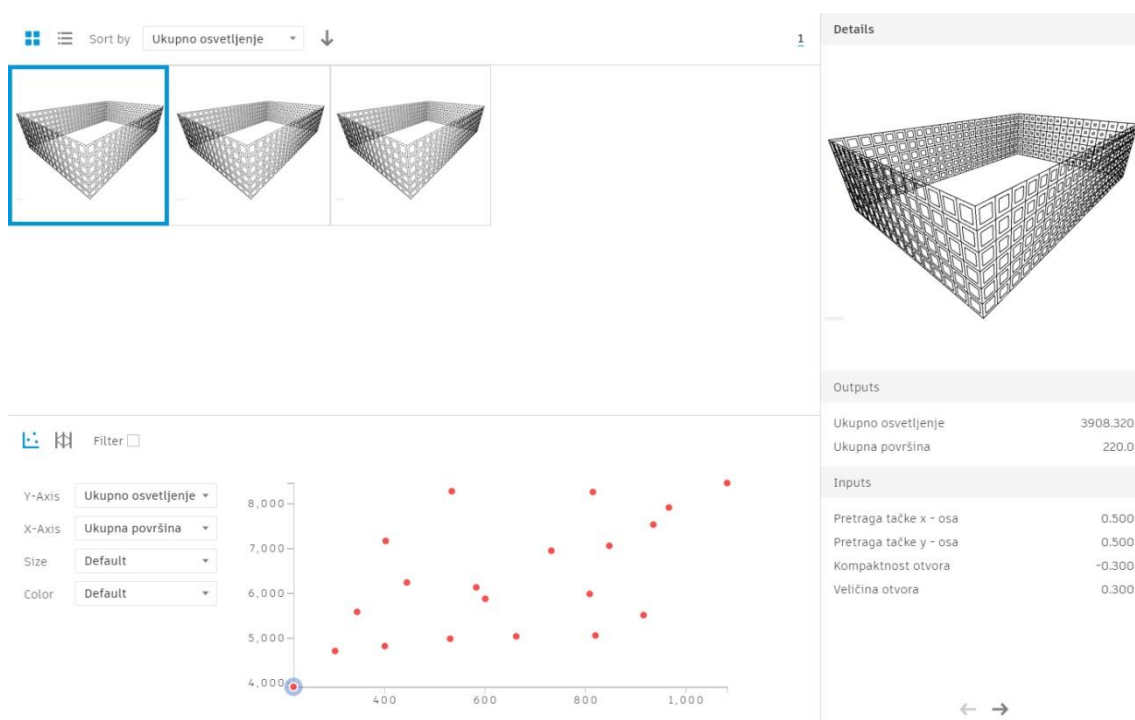 Sort by Ukupno osvetljenje 1
Details
Outputs
Ukupno osvetljenje 3908.320
Ukupna površina 220.0
Inputs
Pretraga tačke x - osa 0.500
Pretraga tačke y - osa 0.500
Kompaktnost otvora -0.300
Veličina otvora 0.300
Filter
Y-Axis Ukupno osvetljenje
X-Axis Ukupna površina
Size Default
Color Default
8,000
7,000
6,000
5,000
4,000
400 600 800 1,000